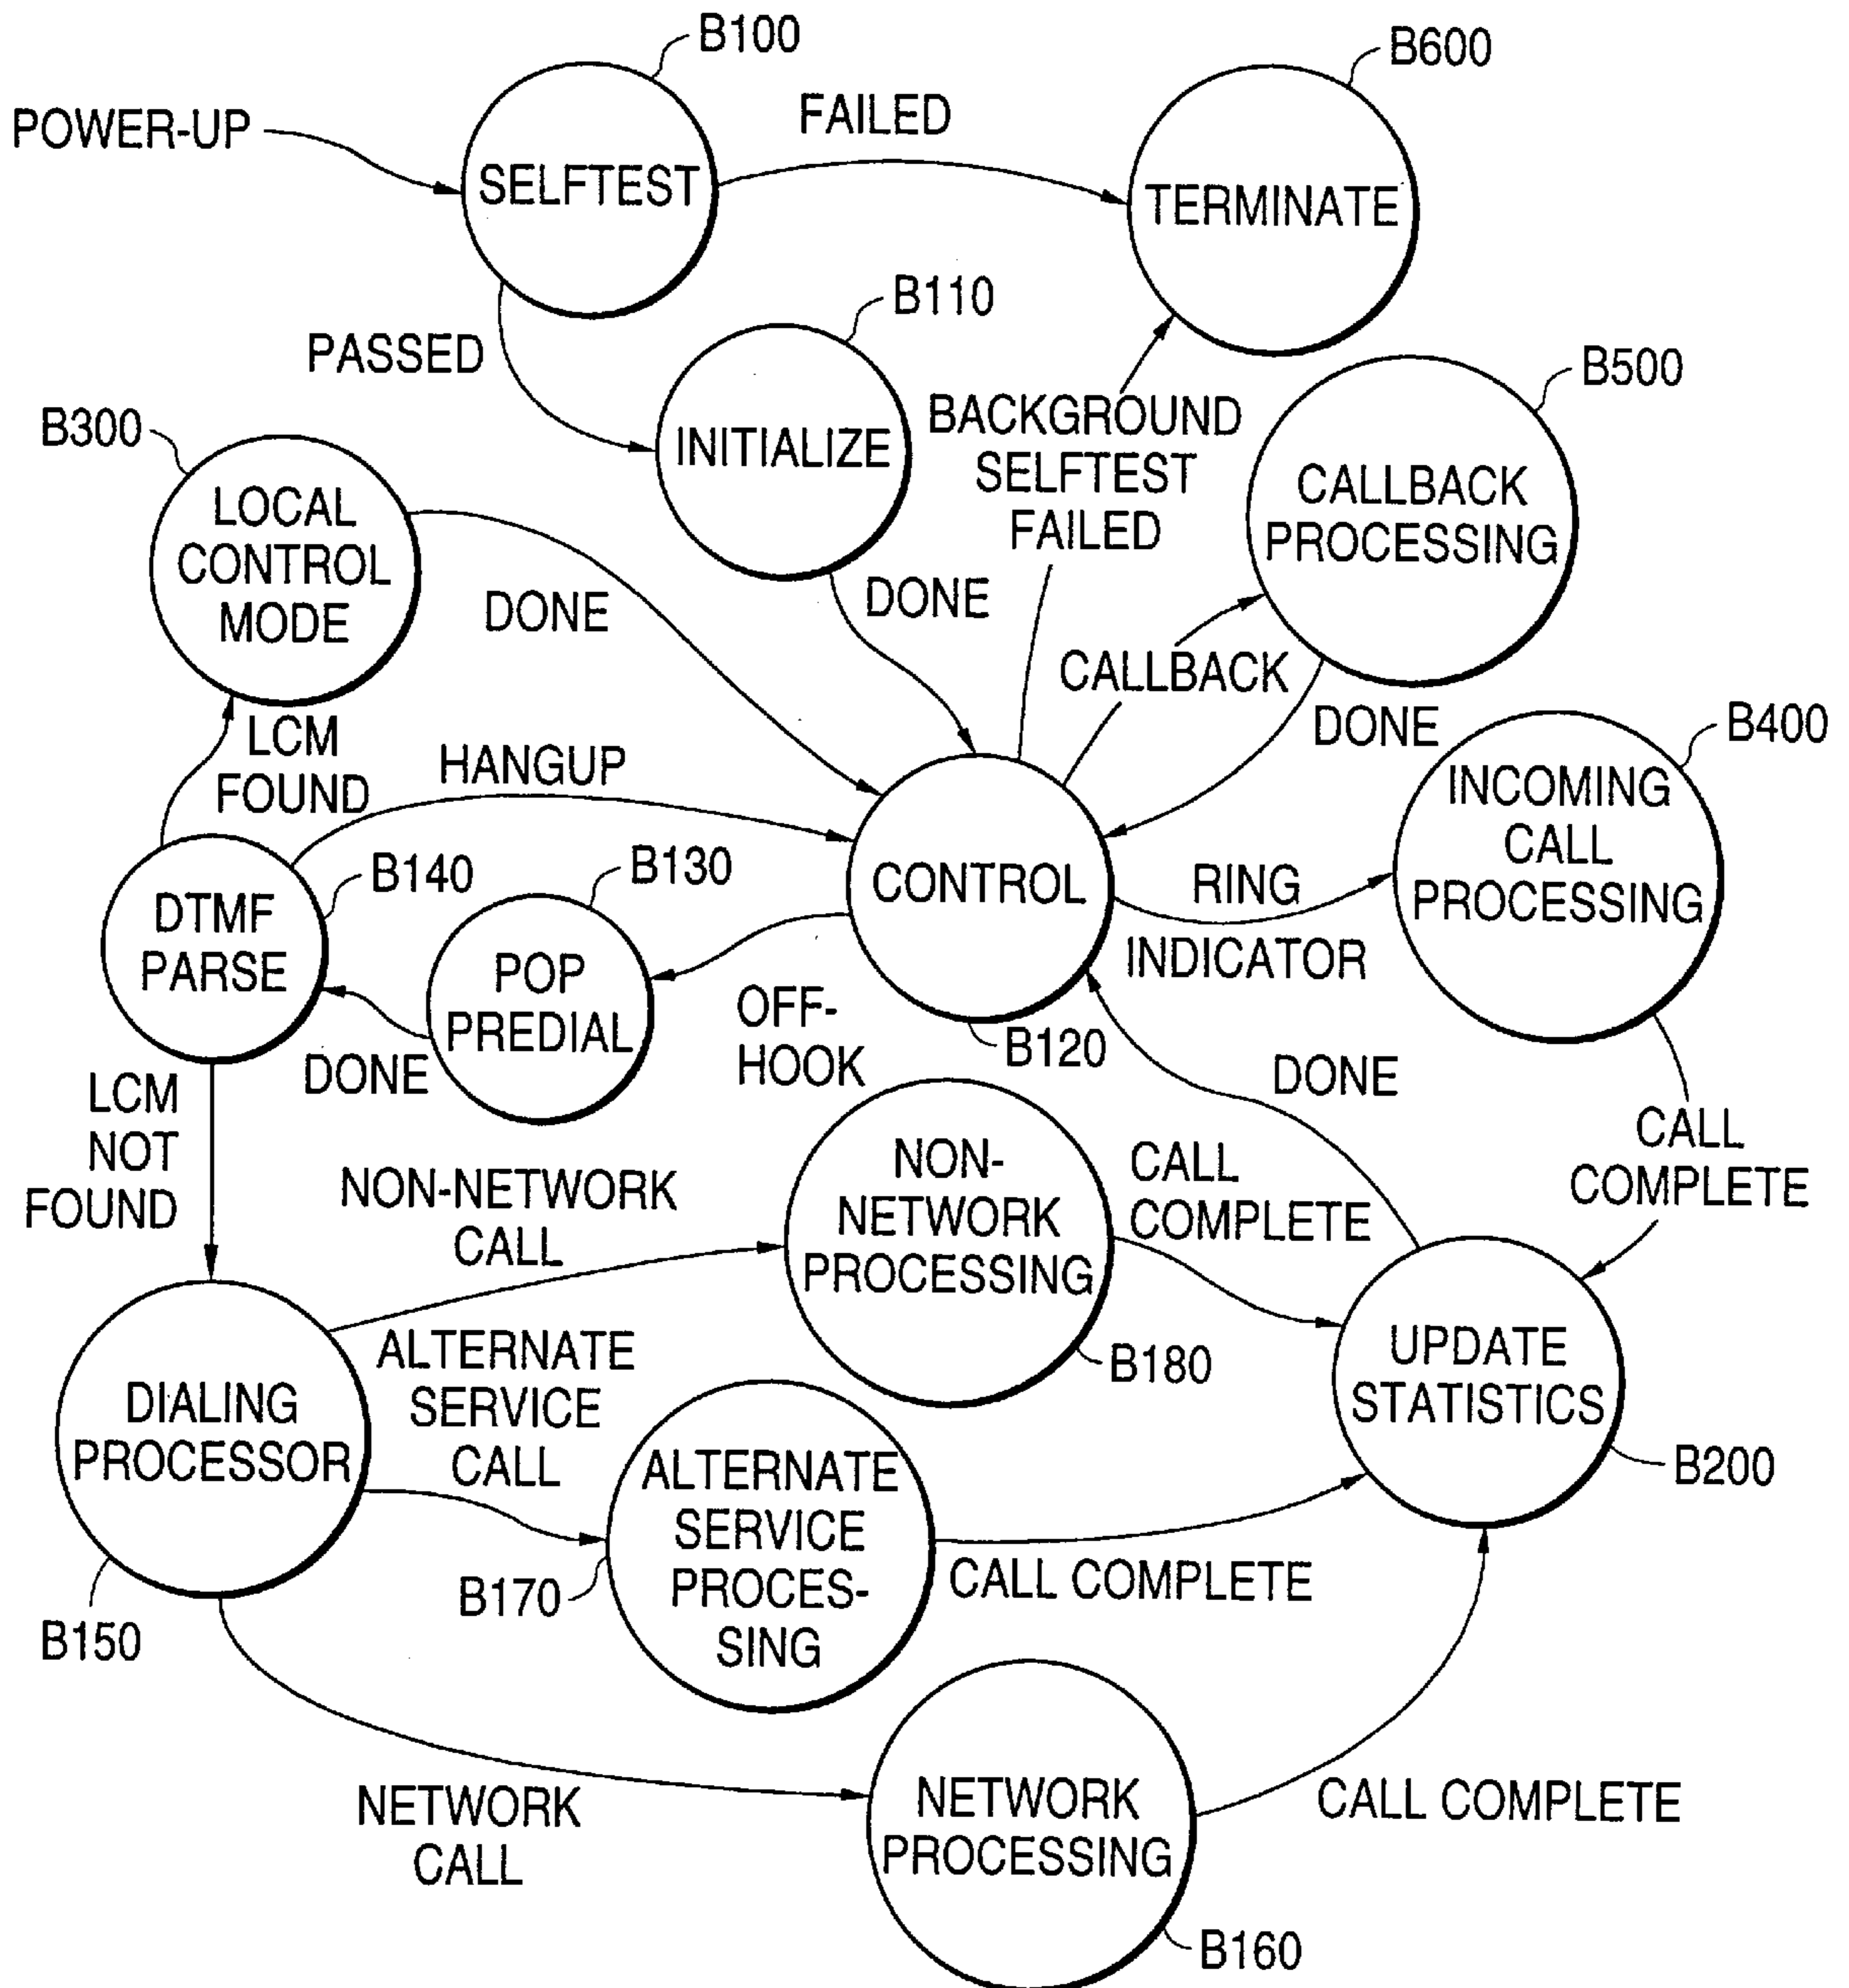 B100
B600
POWER-UP
FAILED
SELFTEST
TERMINATE
B110
PASSED
B500
B300
INITIALIZE
BACKGROUND
SELFTEST
FAILED
CALLBACK
PROCESSING
LOCAL
CONTROL
MODE
DONE
DONE
CALLBACK
DONE
B400
LCM
FOUND
HANGUP
INCOMING
CALL
PROCESSING
CONTROL
RING
INDICATOR
B140
B130
DTMF
PARSE
POP
PREDIAL
OFF-
HOOK
B120
DONE
DONE
LCM
NOT
FOUND
CALL
COMPLETE
NON-NETWORK
CALL
NON-
NETWORK
PROCESSING
CALL
COMPLETE
B180
UPDATE
STATISTICS
B200
ALTERNATE
SERVICE
CALL
DIALING
PROCESSOR
ALTERNATE
SERVICE
PROCES-
SING
B170
CALL COMPLETE
B150
NETWORK
CALL
NETWORK
PROCESSING
CALL COMPLETE
B160